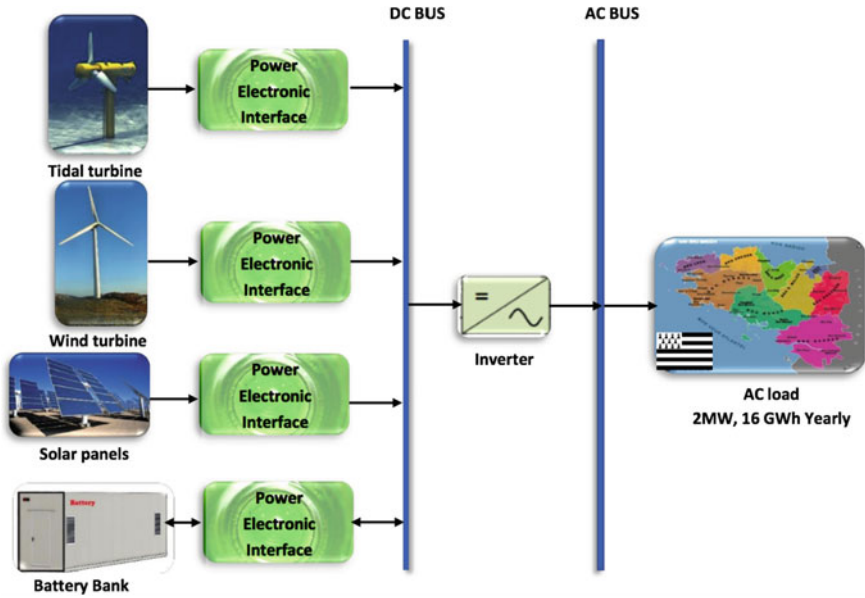 DC BUS
AC BUS
Power
Electronic
Interface
Tidal turbine
Power
Electronic
Interface
Wind turbine
Inverter
AC load
2MW, 16 GWh Yearly
Power
Electronic
Interface
Solar panels
Battery
Power
Electronic
Interface
Battery Bank